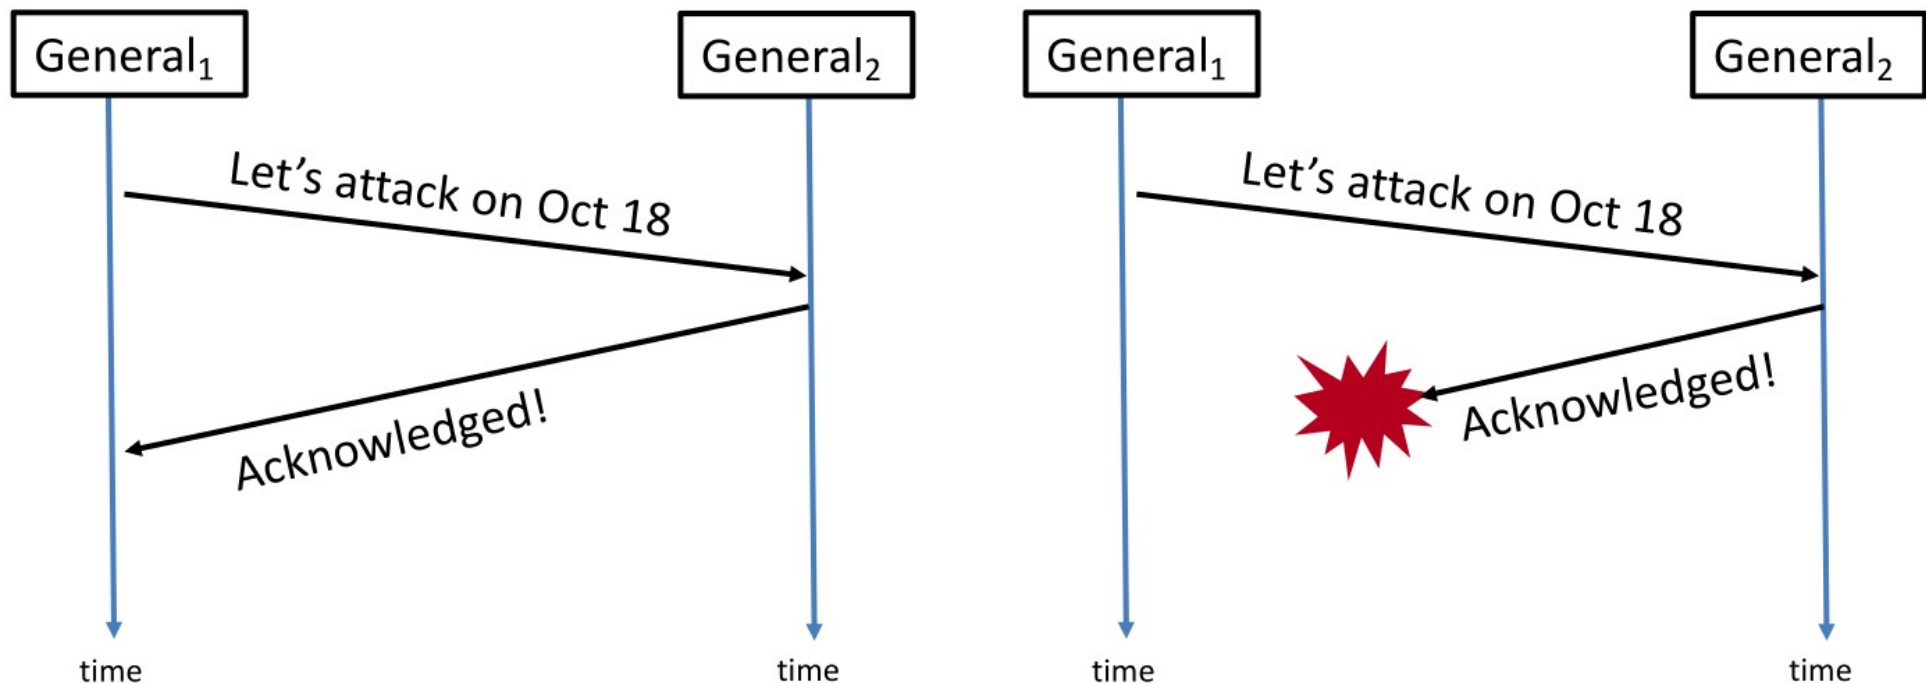 General₁
General₂
Let’s attack on Oct 18
Acknowledged!
time
time
General₁
General₂
Let’s attack on Oct 18
Acknowledged!
time
time